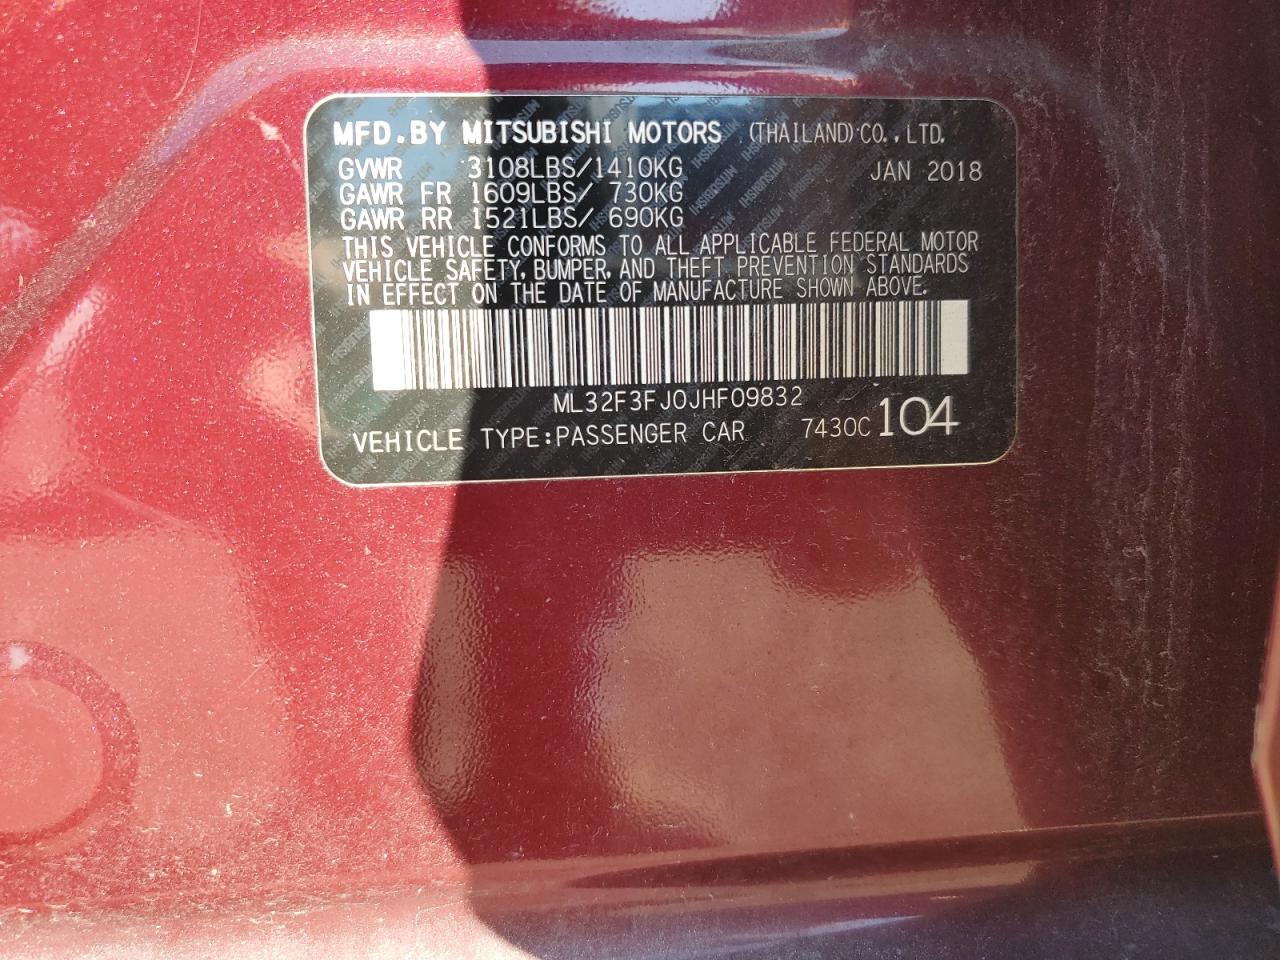 MFD.BY MITSUBISHI MOTORS (THAILAND)CO.,LTD.
GVWR 3108LBS/1410KG JAN 2018
GAWR FR 1609LBS/ 730KG
GAWR RR 1521LBS/ 690KG
THIS VEHICLE CONFORMS TO ALL APPLICABLE FEDERAL MOTOR
VEHICLE SAFETY, BUMPER, AND THEFT PREVENTION STANDARDS
IN EFFECT ON THE DATE OF MANUFACTURE SHOWN ABOVE.
ML32F3FJ0JHF09832
VEHICLE TYPE:PASSENGER CAR 7430C 104